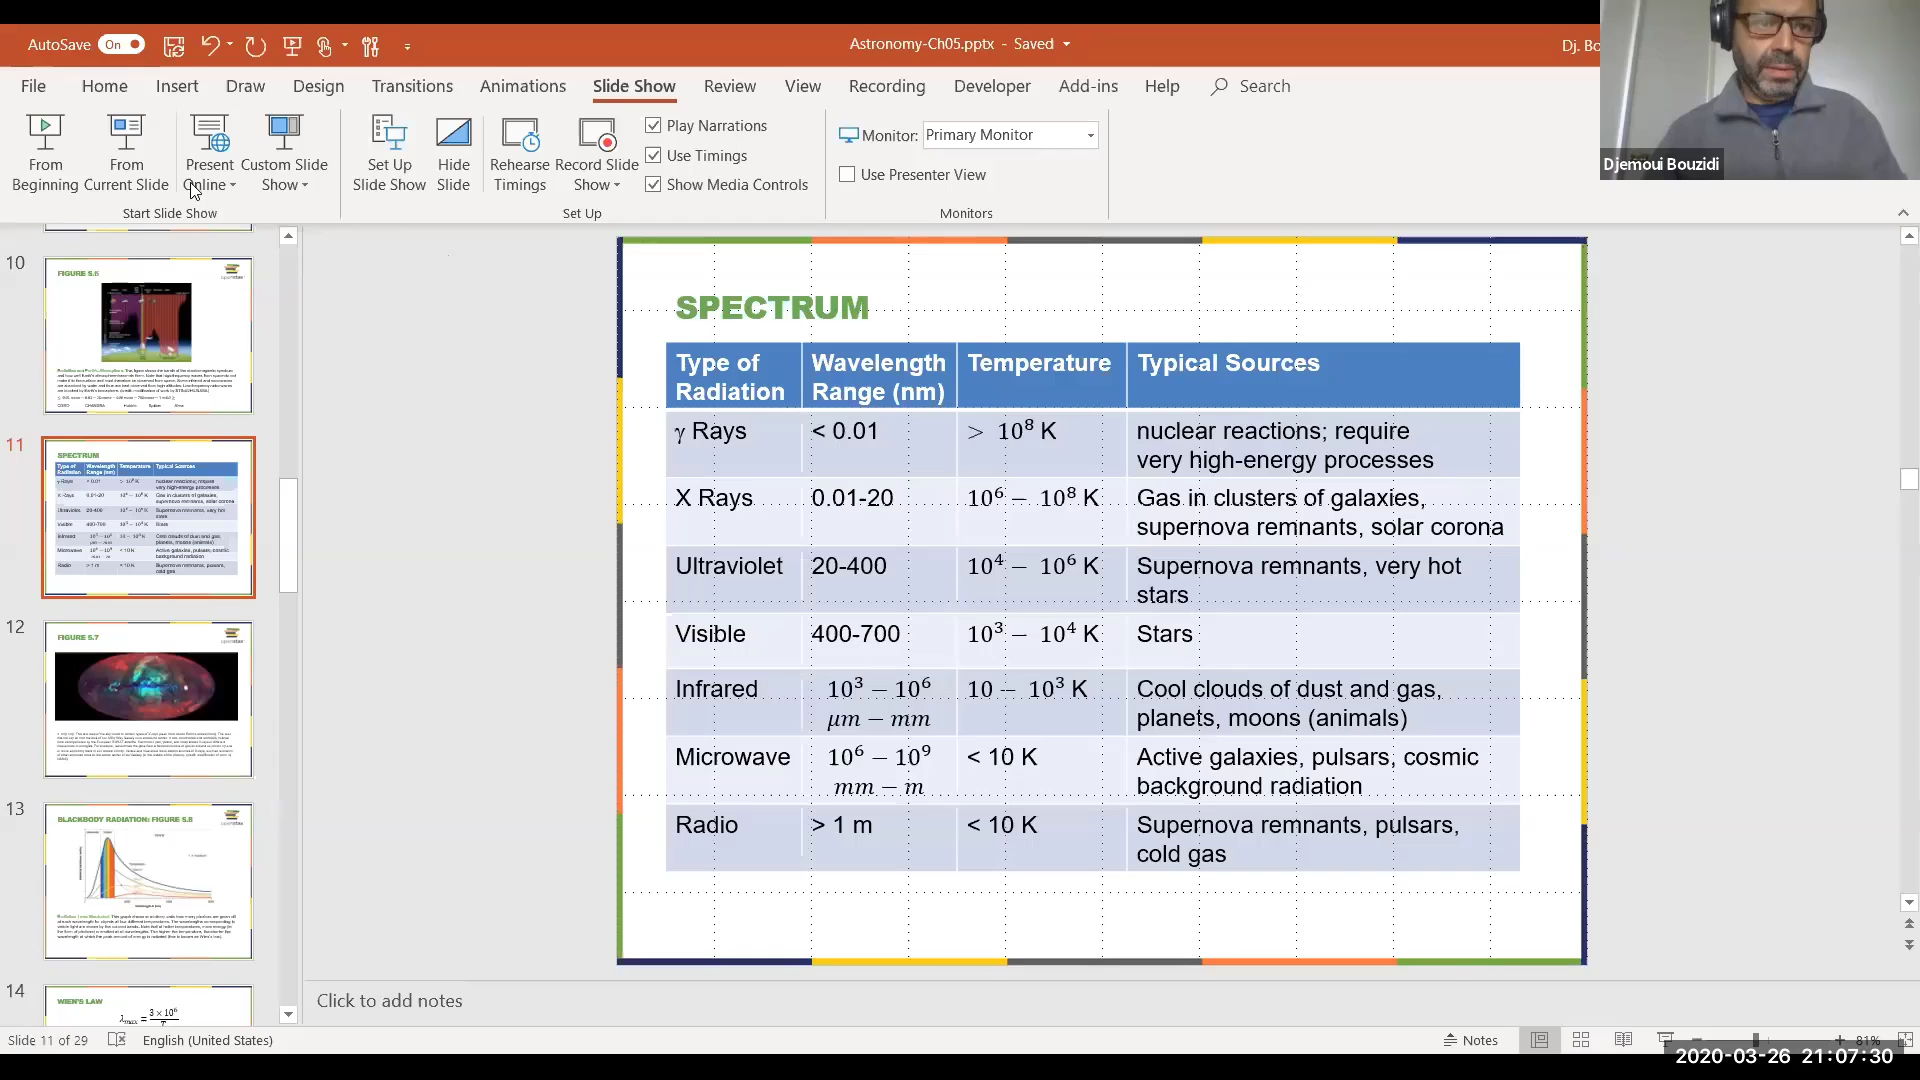 AutoSave On
Astronomy-Ch05.pptx - Saved
Dj. Bo
File Home Insert Draw Design Transitions Animations Slide Show Review View Recording Developer Add-ins Help Search
From Beginning
From Current Slide
Present Online
Custom Slide Show
Start Slide Show
Set Up Slide Show
Hide Slide
Rehearse Timings
Record Slide Show
Play Narrations
Use Timings
Show Media Controls
Set Up
Monitor: Primary Monitor
Use Presenter View
Monitors
Djemoui Bouzidi
10
FIGURE 5.6
11
SPECTRUM
12
FIGURE 5.7
13
BLACKBODY RADIATION: FIGURE 5.8
14
WIEN'S LAW
λmax = 3 × 10⁶ / T
SPECTRUM
Type of Radiation | Wavelength Range (nm) | Temperature | Typical Sources
γ Rays | < 0.01 | > 10⁸ K | nuclear reactions; require very high-energy processes
X Rays | 0.01-20 | 10⁶ − 10⁸ K | Gas in clusters of galaxies, supernova remnants, solar corona
Ultraviolet | 20-400 | 10⁴ − 10⁶ K | Supernova remnants, very hot stars
Visible | 400-700 | 10³ − 10⁴ K | Stars
Infrared | 10³ − 10⁶ μm − mm | 10 − 10³ K | Cool clouds of dust and gas, planets, moons (animals)
Microwave | 10⁶ − 10⁹ mm − m | < 10 K | Active galaxies, pulsars, cosmic background radiation
Radio | > 1 m | < 10 K | Supernova remnants, pulsars, cold gas
Click to add notes
Slide 11 of 29 English (United States)
Notes
81%
2020-03-26 21:07:30